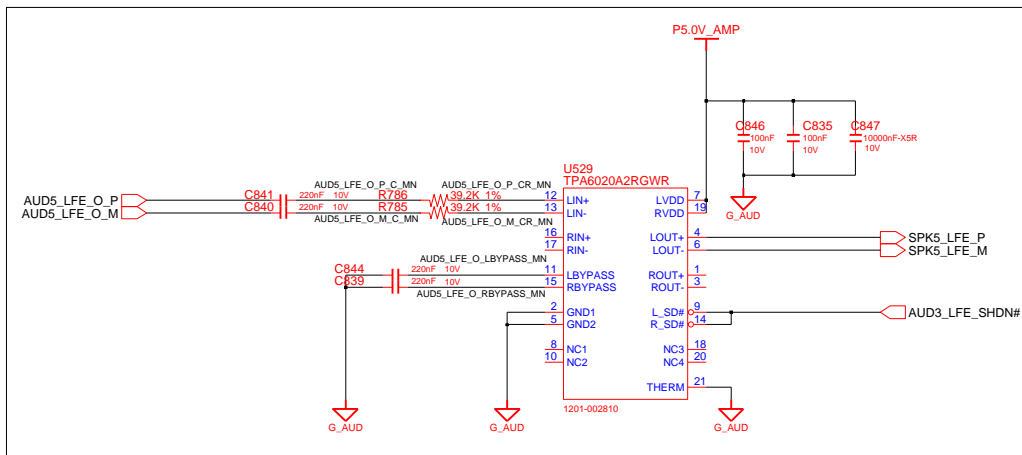 P5.0V_AMP
C846
100nF
10V
C835
100nF
10V
C847
10000nF-X5R
10V
G_AUD
U529
TPA6020A2RGWR
AUD5_LFE_O_P_C_MN
AUD5_LFE_O_P_CR_MN
AUD5_LFE_O_P
C841
220nF 10V
R786
39.2K 1%
12
LIN+
LVDD
7
AUD5_LFE_O_M
C840
220nF 10V
R785
39.2K 1%
13
LIN-
RVDD
19
AUD5_LFE_O_M_C_MN
AUD5_LFE_O_M_CR_MN
16
RIN+
LOUT+
4
SPK5_LFE_P
17
RIN-
LOUT-
6
SPK5_LFE_M
AUD5_LFE_O_LBYPASS_MN
C844
220nF 10V
11
LBYPASS
ROUT+
1
C839
220nF 10V
15
RBYPASS
ROUT-
3
AUD5_LFE_O_RBYPASS_MN
2
GND1
L_SD#
9
AUD3_LFE_SHDN#
5
GND2
R_SD#
14
8
NC1
NC3
18
10
NC2
NC4
20
THERM
21
1201-002810
G_AUD
G_AUD
G_AUD